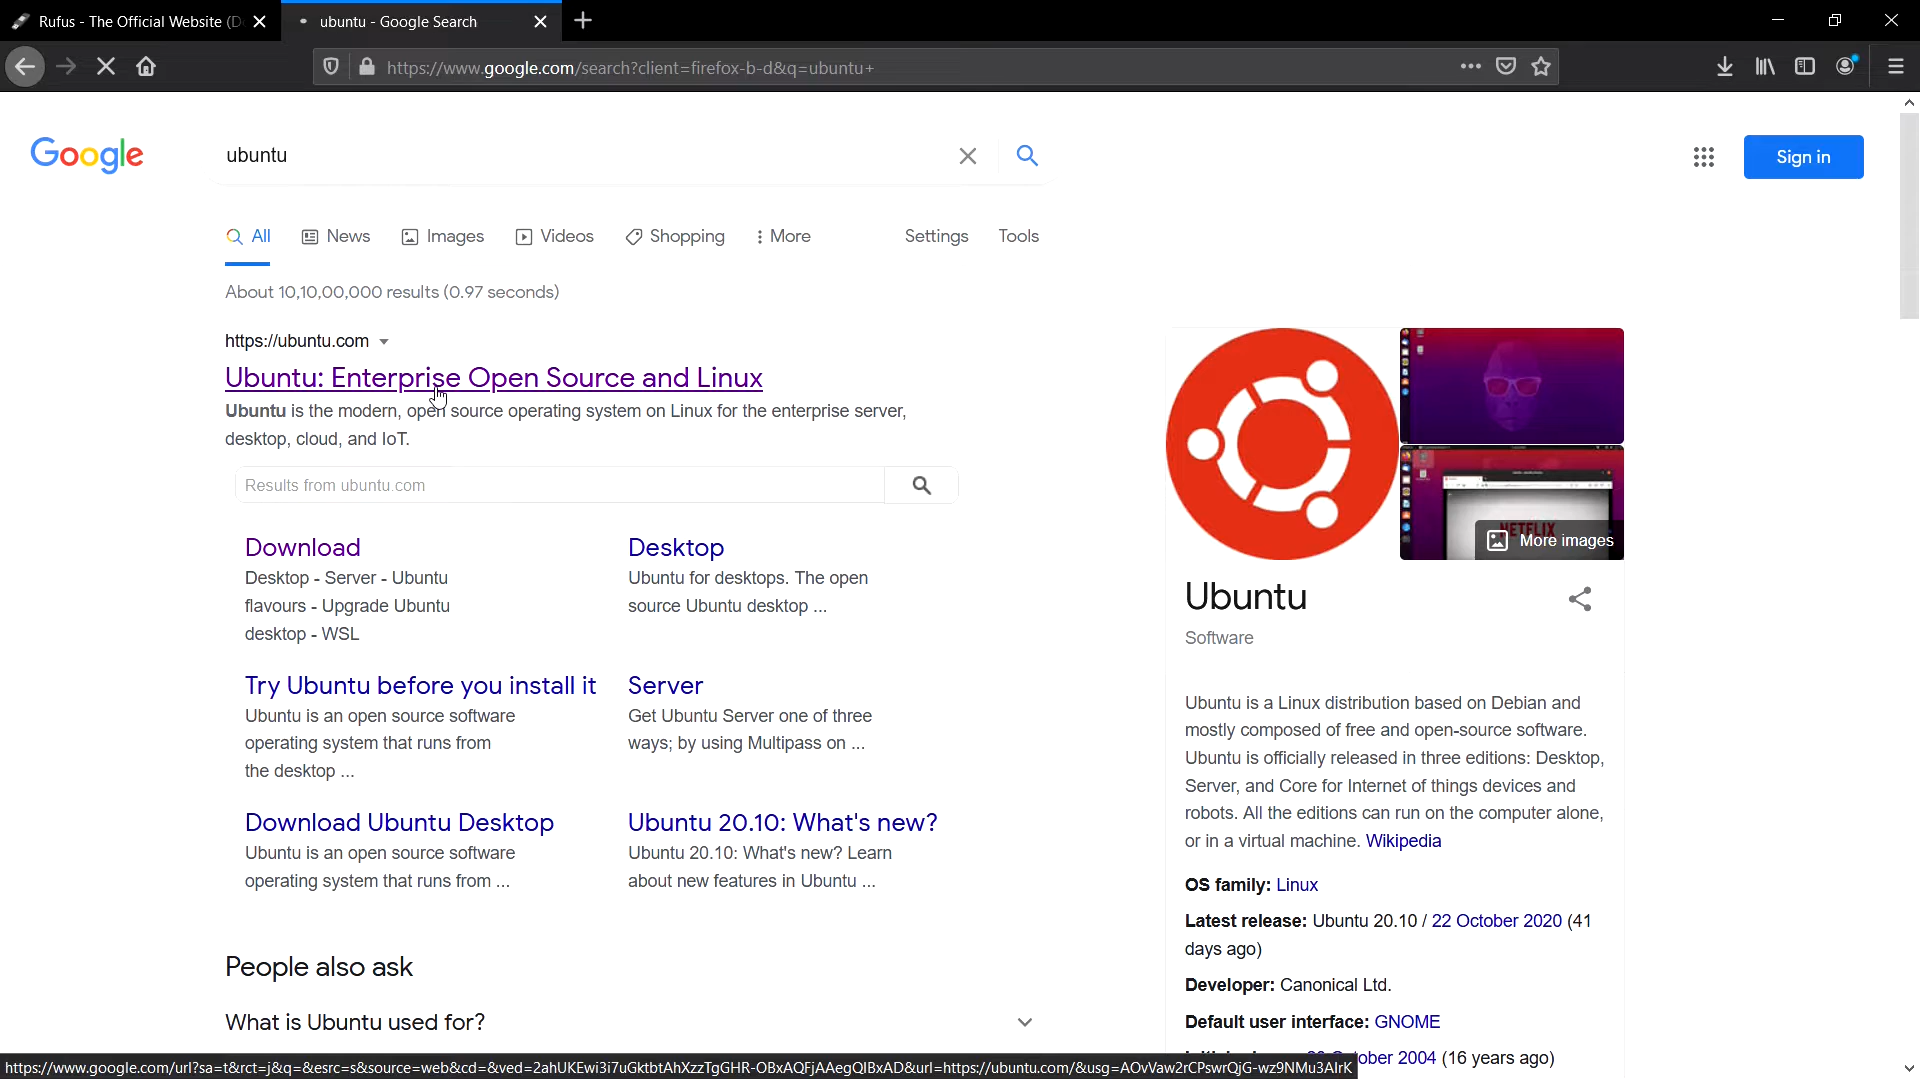 Rufus - The Official Website (D
ubuntu - Google Search
https://www.google.com/search?client=firefox-b-d&q=ubuntu+
Google
ubuntu
Sign in
All
News
Images
Videos
Shopping
More
Settings
Tools
About 10,10,00,000 results (0.97 seconds)
https://ubuntu.com
Ubuntu: Enterprise Open Source and Linux
Ubuntu is the modern, open source operating system on Linux for the enterprise server,
desktop, cloud, and IoT.
Results from ubuntu.com
Download
Desktop - Server - Ubuntu
flavours - Upgrade Ubuntu
desktop - WSL
Desktop
Ubuntu for desktops. The open
source Ubuntu desktop ...
Try Ubuntu before you install it
Ubuntu is an open source software
operating system that runs from
the desktop ...
Server
Get Ubuntu Server one of three
ways; by using Multipass on ...
Download Ubuntu Desktop
Ubuntu is an open source software
operating system that runs from ...
Ubuntu 20.10: What's new?
Ubuntu 20.10: What's new? Learn
about new features in Ubuntu ...
People also ask
What is Ubuntu used for?
NETFLIX
More images
Ubuntu
Software
Ubuntu is a Linux distribution based on Debian and
mostly composed of free and open-source software.
Ubuntu is officially released in three editions: Desktop,
Server, and Core for Internet of things devices and
robots. All the editions can run on the computer alone,
or in a virtual machine. Wikipedia
OS family: Linux
Latest release: Ubuntu 20.10 / 22 October 2020 (41
days ago)
Developer: Canonical Ltd.
Default user interface: GNOME
ober 2004 (16 years ago)
https://www.google.com/url?sa=t&rct=j&q=&esrc=s&source=web&cd=&ved=2ahUKEwi3i7uGktbtAhXzzTgGHR-OBxAQFjAAegQIBxAD&url=https://ubuntu.com/&usg=AOvVaw2rCPswrQjG-wz9NMu3AlrK